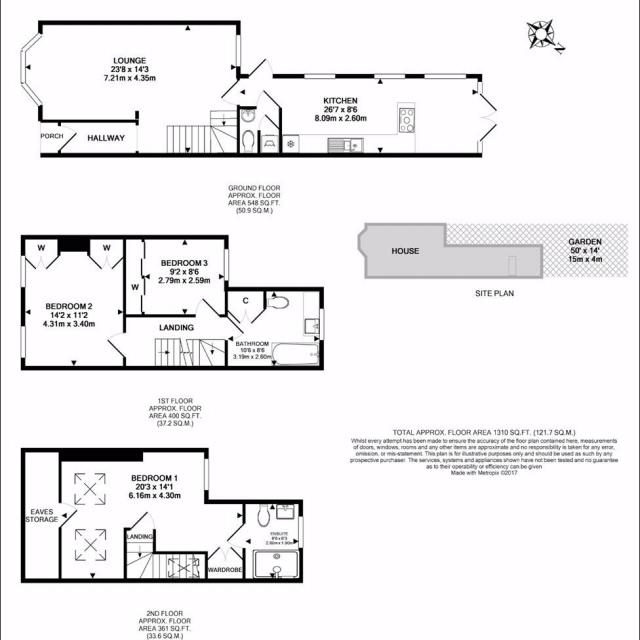 N
LOUNGE
23'8 x 14'3
7.21m x 4.35m
KITCHEN
26'7 x 8'6
8.09m x 2.60m
PORCH
HALLWAY
GROUND FLOOR
APPROX. FLOOR
AREA 548 SQ.FT.
(50.9 SQ.M.)
W
W
BEDROOM 3
9'2 x 8'6
2.79m x 2.59m
W
BEDROOM 2
14'2 x 11'2
4.31m x 3.40m
LANDING
C
BATHROOM
10'6 x 8'6
3.19m x 2.60m
HOUSE
GARDEN
50' x 14'
15m x 4m
SITE PLAN
1ST FLOOR
APPROX. FLOOR
AREA 400 SQ.FT.
(37.2 SQ.M.)
TOTAL APPROX. FLOOR AREA 1310 SQ.FT. (121.7 SQ.M.)
Whilst every attempt has been made to ensure the accuracy of the floor plan contained here, measurements
of doors, windows, rooms and any other items are approximate and no responsibility is taken for any error,
omission, or mis-statement. This plan is for illustrative purposes only and should be used as such by any
prospective purchaser. The services, systems and appliances shown have not been tested and no guarantee
as to their operability or efficiency can be given
Made with Metropix ©2017
BEDROOM 1
20'3 x 14'1
6.16m x 4.30m
EAVES
STORAGE
LANDING
ENSUITE
WARDROBE
2ND FLOOR
APPROX. FLOOR
AREA 361 SQ.FT.
(33.6 SQ.M.)